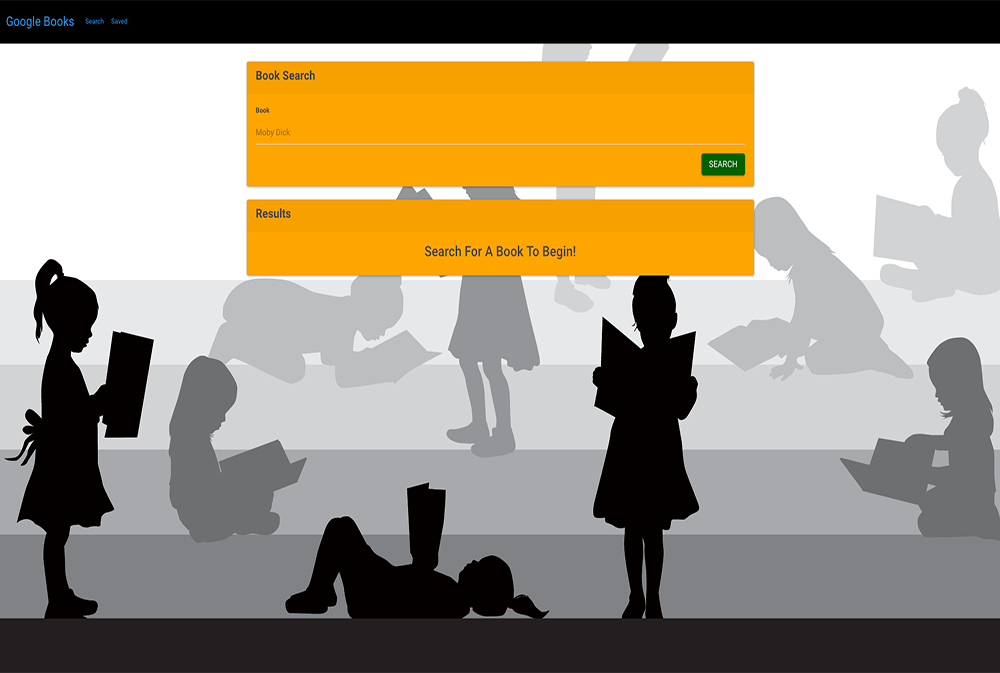 Google Books Search Saved
Book Search
Book
Moby Dick
SEARCH
Results
Search For A Book To Begin!